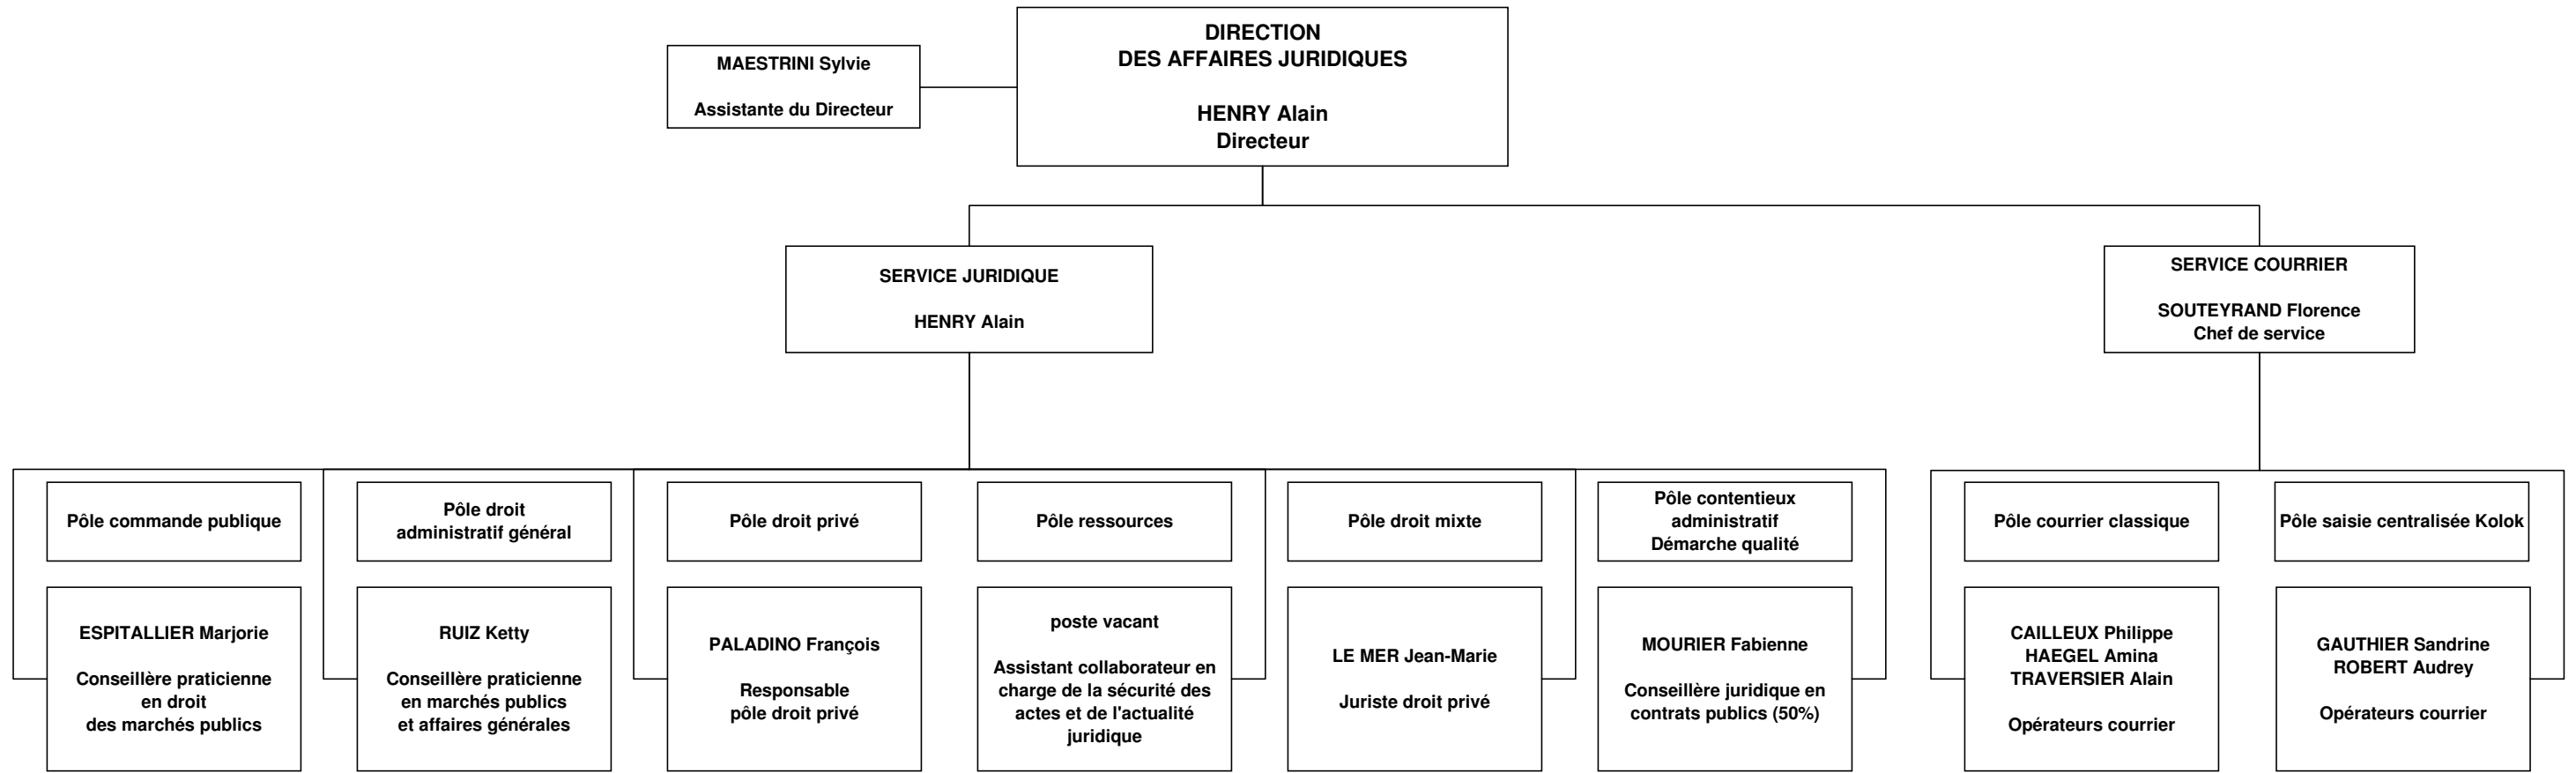 DIRECTION
DES AFFAIRES JURIDIQUES
HENRY Alain
Directeur
MAESTRINI Sylvie
Assistante du Directeur
SERVICE JURIDIQUE
HENRY Alain
SERVICE COURRIER
SOUTEYRAND Florence
Chef de service
Pôle commande publique
Pôle droit
administratif général
Pôle droit privé
Pôle ressources
Pôle droit mixte
Pôle contentieux
administratif
Démarche qualité
Pôle courrier classique
Pôle saisie centralisée Kolok
ESPITALLIER Marjorie
Conseillère praticienne
en droit
des marchés publics
RUIZ Ketty
Conseillère praticienne
en marchés publics
et affaires générales
PALADINO François
Responsable
pôle droit privé
poste vacant
Assistant collaborateur en
charge de la sécurité des
actes et de l'actualité
juridique
LE MER Jean-Marie
Juriste droit privé
MOURIER Fabienne
Conseillère juridique en
contrats publics (50%)
CAILLEUX Philippe
HAEGEL Amina
TRAVERSIER Alain
Opérateurs courrier
GAUTHIER Sandrine
ROBERT Audrey
Opérateurs courrier